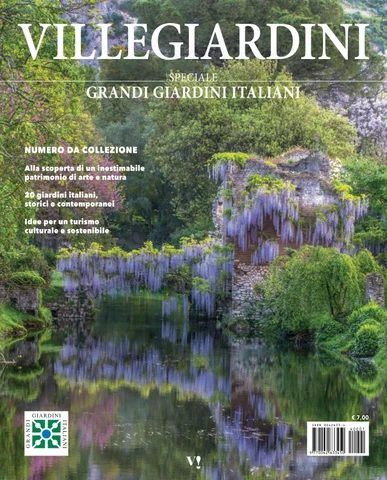 VILLEGIARDINI
SPECIALE
GRANDI GIARDINI ITALIANI
NUMERO DA COLLEZIONE
Alla scoperta di un inestimabile
patrimonio di arte e natura
20 giardini italiani,
storici e contemporanei
Idee per un turismo
culturale e sostenibile
GIARDINI
GRANDI
ITALIANI
€ 7,00
40001
V!